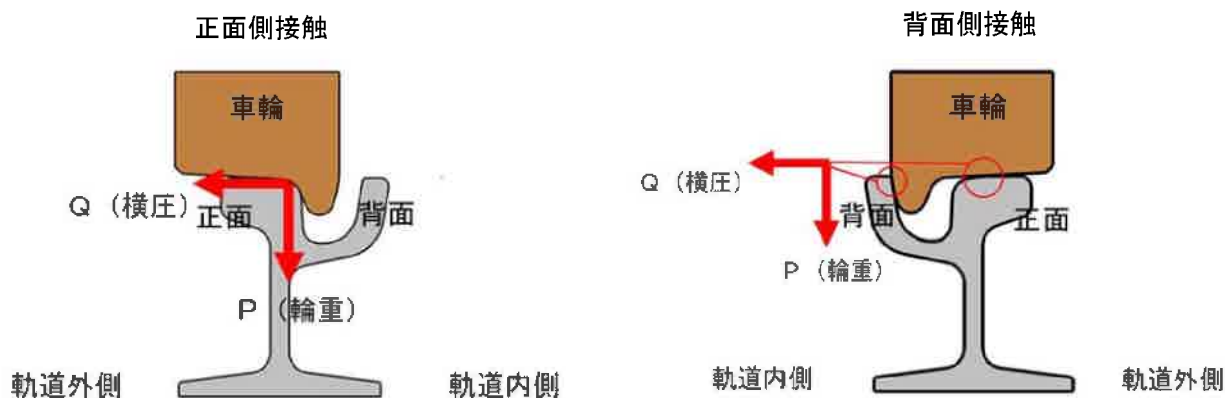 正面側接触
車輪
Q（横圧）
正面
背面
P（輪重）
軌道外側
軌道内側
背面側接触
車輪
Q（横圧）
背面
正面
P（輪重）
軌道内側
軌道外側